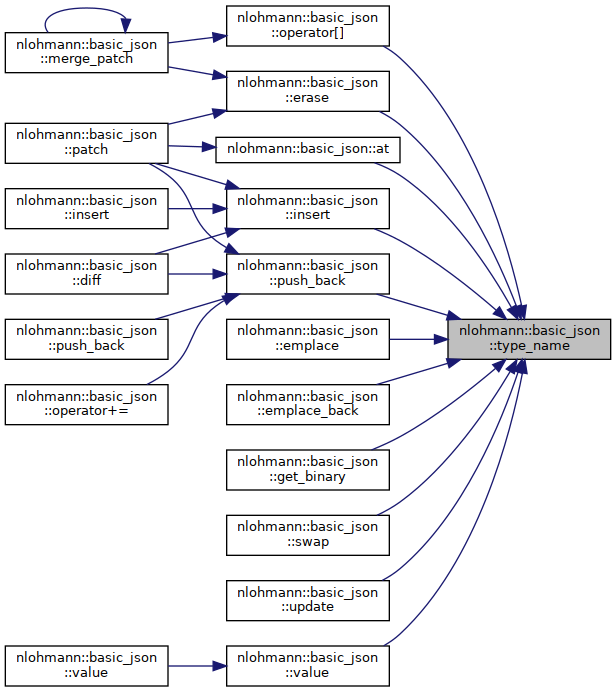 nlohmann::basic_json
::merge_patch
nlohmann::basic_json
::patch
nlohmann::basic_json
::insert
nlohmann::basic_json
::diff
nlohmann::basic_json
::push_back
nlohmann::basic_json
::operator+=
nlohmann::basic_json
::value
nlohmann::basic_json
::operator[]
nlohmann::basic_json
::erase
nlohmann::basic_json::at
nlohmann::basic_json
::insert
nlohmann::basic_json
::push_back
nlohmann::basic_json
::emplace
nlohmann::basic_json
::emplace_back
nlohmann::basic_json
::get_binary
nlohmann::basic_json
::swap
nlohmann::basic_json
::update
nlohmann::basic_json
::value
nlohmann::basic_json
::type_name